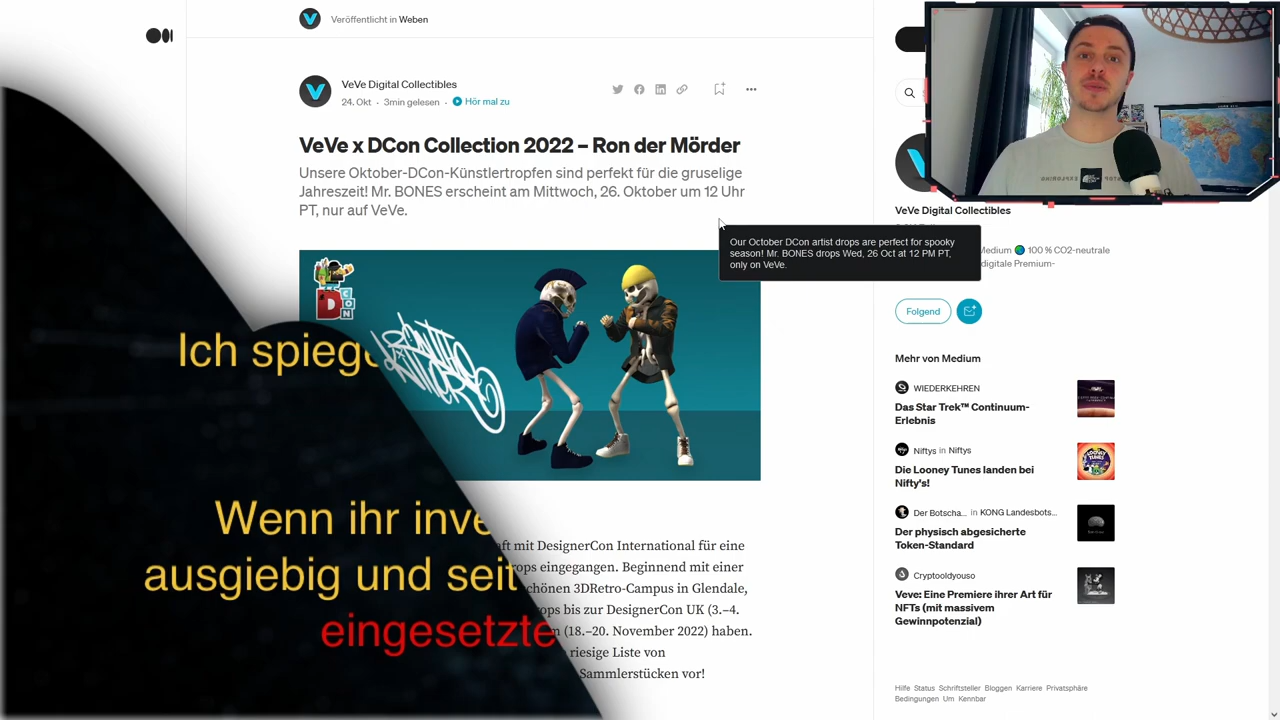 Veröffentlicht in Weben
VeVe Digital Collectibles
24. Okt · 3min gelesen · Hör mal zu
VeVe x DCon Collection 2022 – Ron der Mörder
Unsere Oktober-DCon-Künstlertropfen sind perfekt für die gruselige
Jahreszeit! Mr. BONES erscheint am Mittwoch, 26. Oktober um 12 Uhr
PT, nur auf VeVe.
Our October DCon artist drops are perfect for spooky
season! Mr. BONES drops Wed, 26 Oct at 12 PM PT,
only on VeVe.
DCON
Ich spiege
Wenn ihr inve
ausgiebig und seit
eingesetzte
ft mit DesignerCon International für eine
rops eingegangen. Beginnend mit einer
chönen 3DRetro-Campus in Glendale,
ops bis zur DesignerCon UK (3.–4.
n (18.–20. November 2022) haben.
riesige Liste von
Sammlerstücken vor!
VeVe Digital Collectibles
Medium 100 % CO2-neutrale
digitale Premium-
Folgend
Mehr von Medium
WIEDERKEHREN
Das Star Trek™ Continuum-
Erlebnis
Niftys in Niftys
Die Looney Tunes landen bei
Nifty's!
Der Botscha... in KONG Landesbots...
Der physisch abgesicherte
Token-Standard
Cryptooldyouso
Veve: Eine Premiere ihrer Art für
NFTs (mit massivem
Gewinnpotenzial)
Hilfe Status Schriftsteller Bloggen Karriere Privatsphäre
Bedingungen Um Kennbar